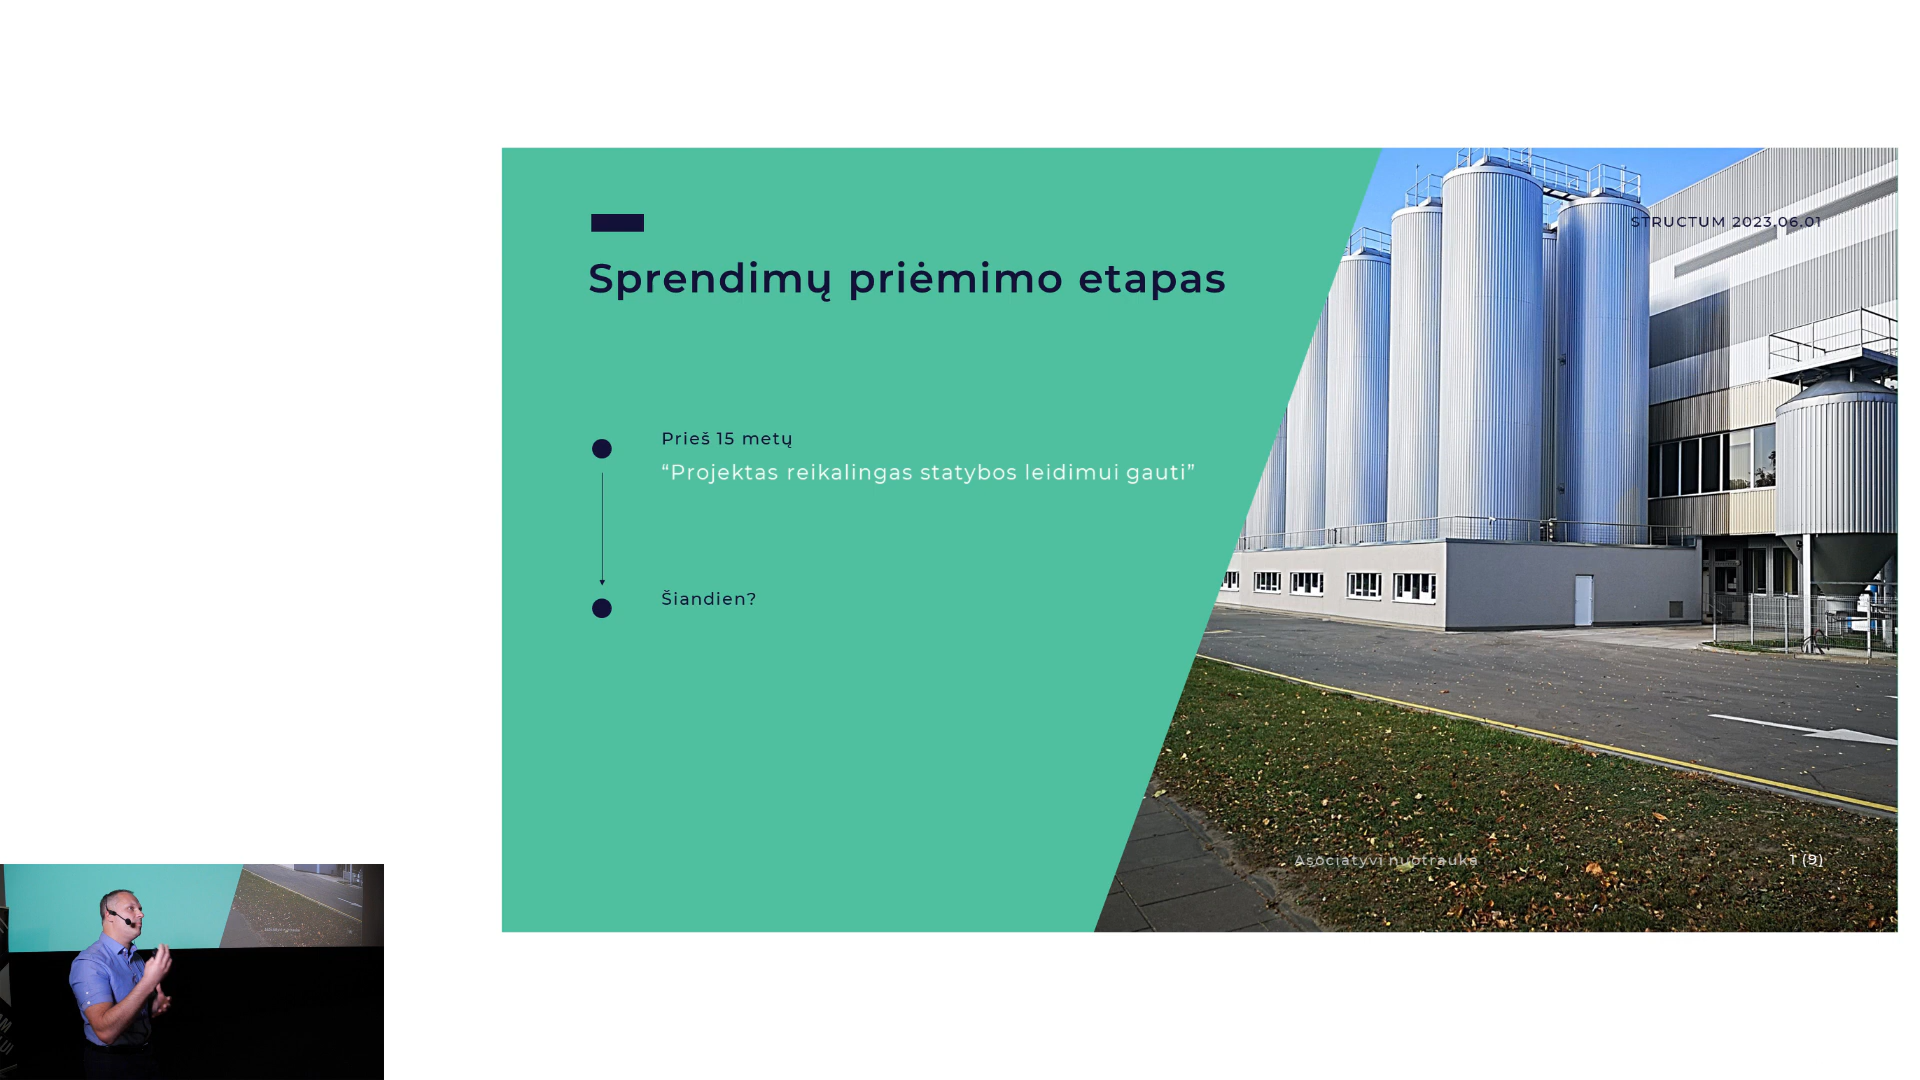 STRUCTUM 2023.06.01
Sprendimų priėmimo etapas
Prieš 15 metų
“Projektas reikalingas statybos leidimui gauti”
Šiandien?
Asociatyvi nuotrauka
1 (9)